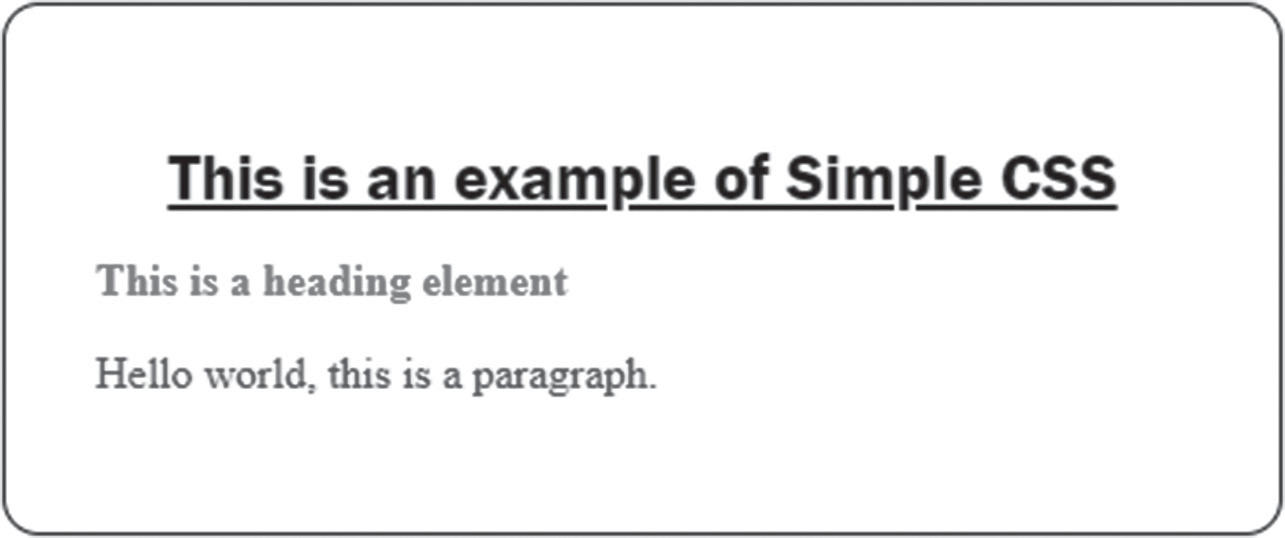 This is an example of Simple CSS
This is a heading element
Hello world, this is a paragraph.